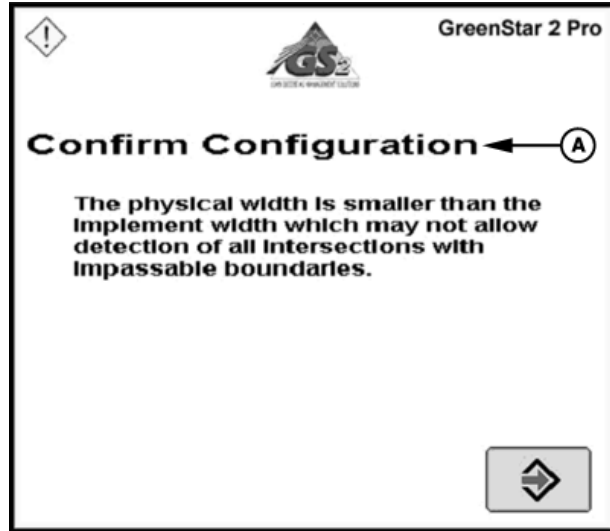 GreenStar 2 Pro
GS2
Confirm Configuration
A
The physical width is smaller than the
Implement width which may not allow
detection of all Intersections with
Impassable boundaries.